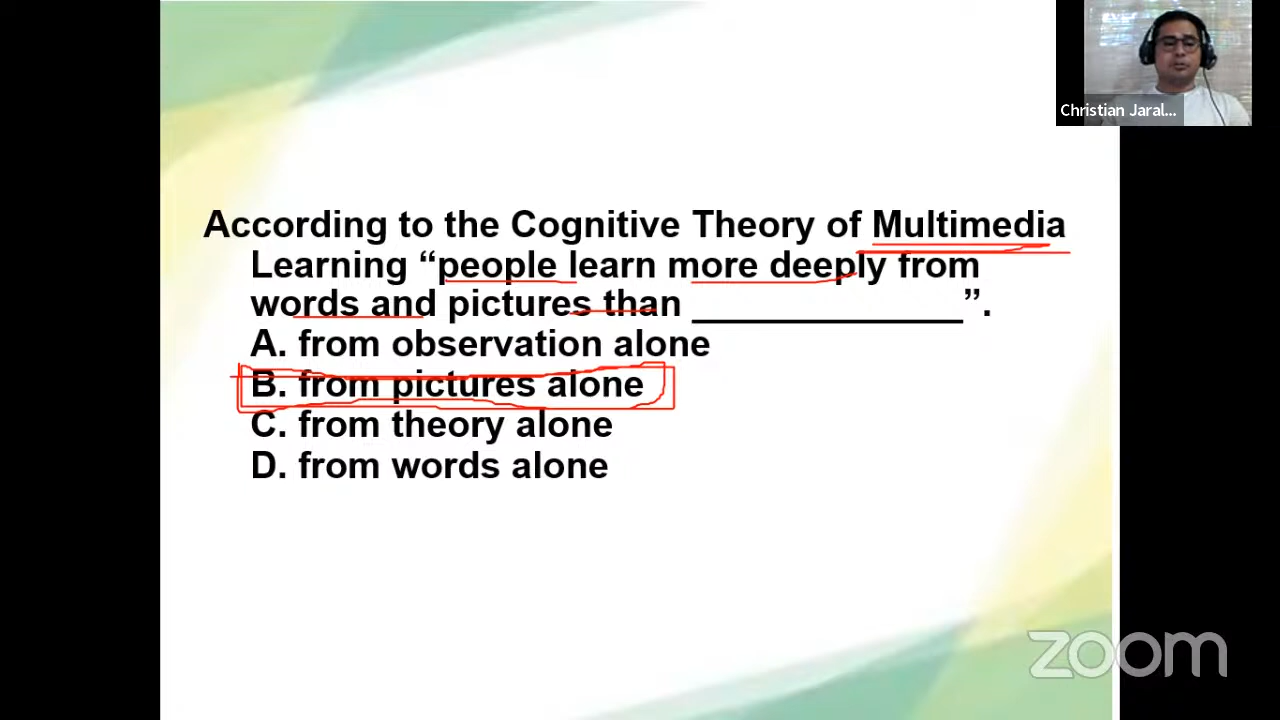 Christian Jaral...
According to the Cognitive Theory of Multimedia
Learning “people learn more deeply from
words and pictures than _____________”.
A. from observation alone
B. from pictures alone
C. from theory alone
D. from words alone
zoom